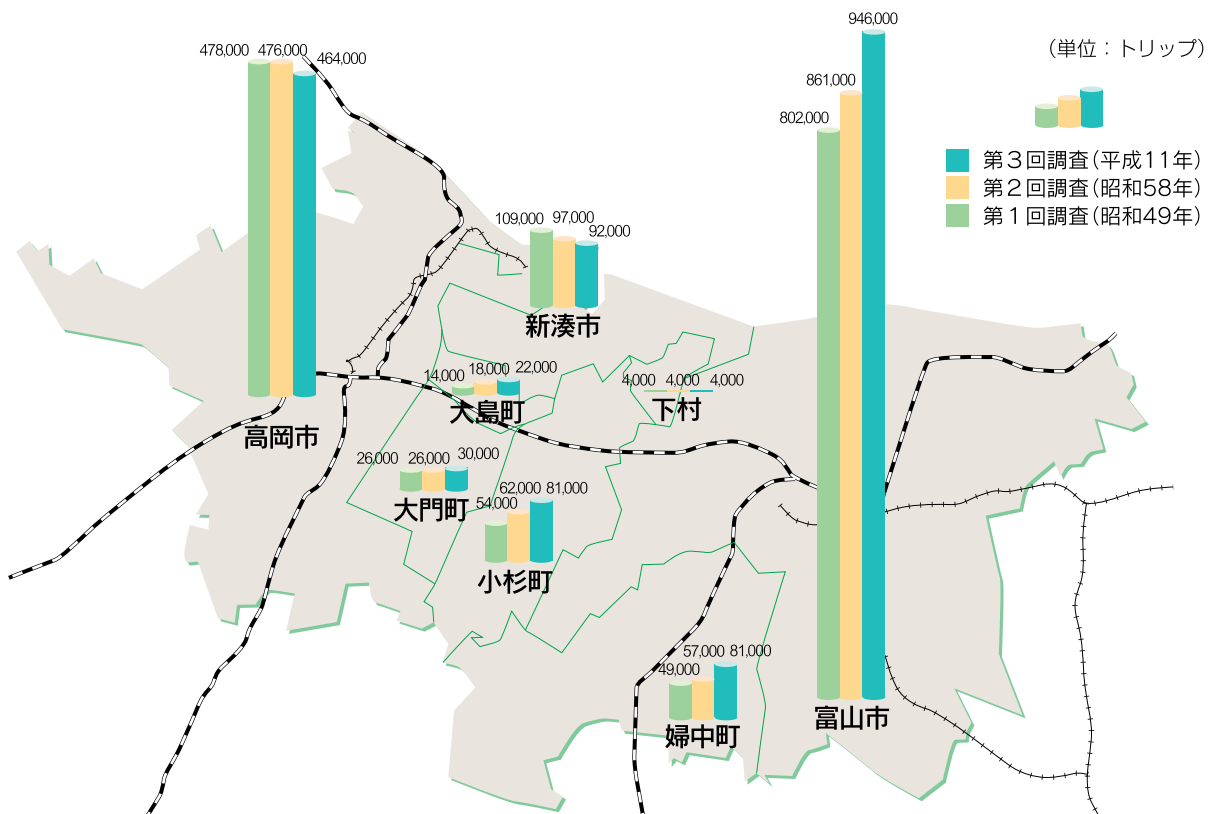 946,000
（単位：トリップ）
478,000 476,000 464,000
861,000
802,000
第３回調査（平成11年）
第２回調査（昭和58年）
第１回調査（昭和49年）
109,000 97,000 92,000
新湊市
14,000 18,000 22,000
大島町
4,000 4,000 4,000
下村
高岡市
26,000 26,000 30,000
大門町
54,000 62,000 81,000
小杉町
49,000 57,000 81,000
婦中町
富山市